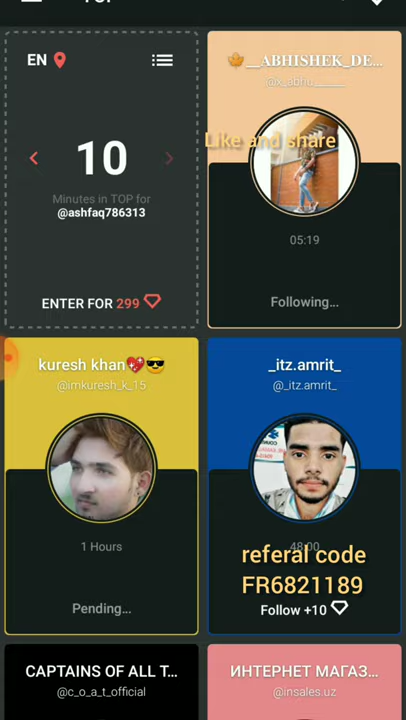 EN
10
Minutes in TOP for
@ashfaq786313
ENTER FOR 299
🍁__ABHISHEK_DE...
Like and share
05:19
Following...
kuresh khan💖😎
@imkuresh_k_15
1 Hours
Pending...
_itz.amrit_
@_itz.amrit_
48:00
referal code
FR6821189
Follow +10
CAPTAINS OF ALL T...
@c_o_a_t_official
ИНТЕРНЕТ МАГАЗ...
@insales.uz